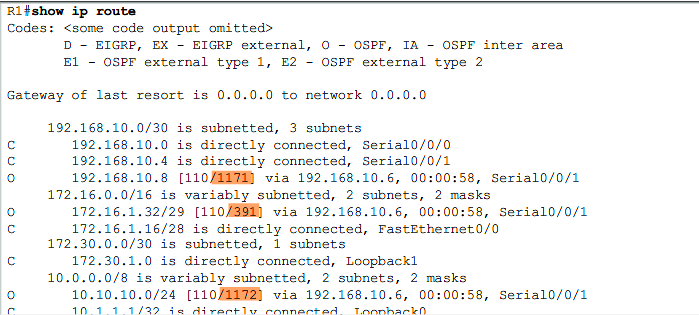 R1#show ip route
Codes: <some code output omitted>
D - EIGRP, EX - EIGRP external, O - OSPF, IA - OSPF inter area
E1 - OSPF external type 1, E2 - OSPF external type 2
Gateway of last resort is 0.0.0.0 to network 0.0.0.0
192.168.10.0/30 is subnetted, 3 subnets
C 192.168.10.0 is directly connected, Serial0/0/0
C 192.168.10.4 is directly connected, Serial0/0/1
O 192.168.10.8 [110/1171] via 192.168.10.6, 00:00:58, Serial0/0/1
172.16.0.0/16 is variably subnetted, 2 subnets, 2 masks
O 172.16.1.32/29 [110/391] via 192.168.10.6, 00:00:58, Serial0/0/1
C 172.16.1.16/28 is directly connected, FastEthernet0/0
172.30.0.0/30 is subnetted, 1 subnets
C 172.30.1.0 is directly connected, Loopback1
10.0.0.0/8 is variably subnetted, 2 subnets, 2 masks
O 10.10.10.0/24 [110/1172] via 192.168.10.6, 00:00:58, Serial0/0/1
C 10.1.1.1/32 is directly connected, Loopback0